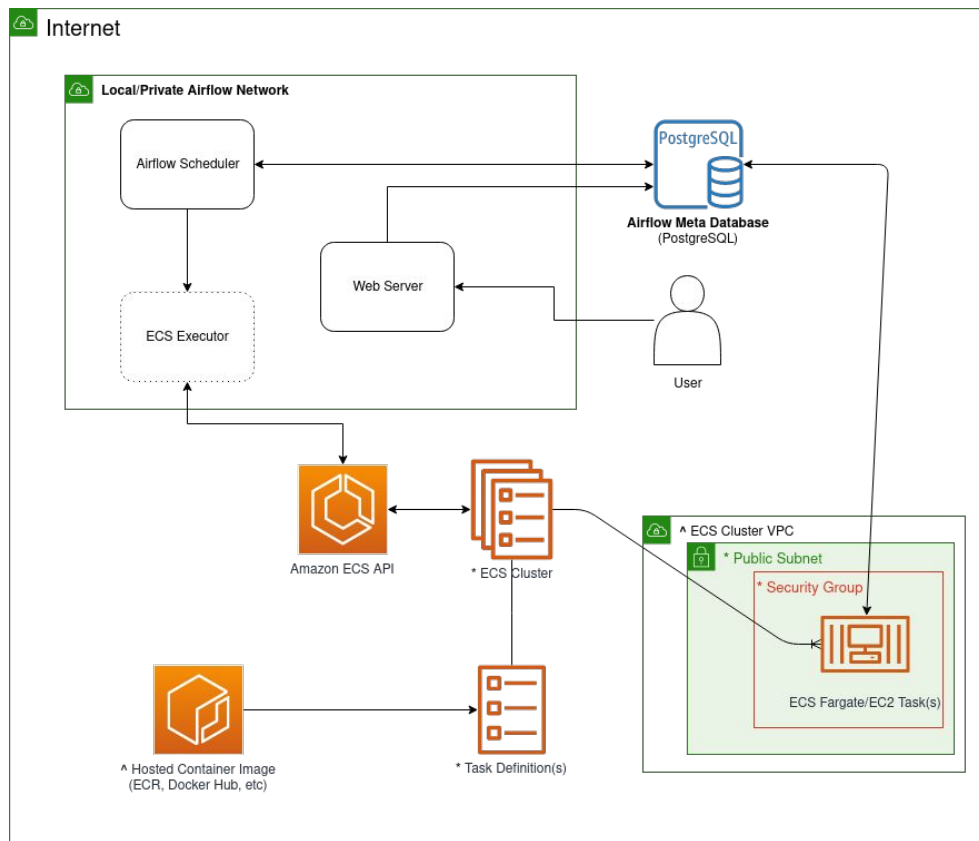 Internet
Local/Private Airflow Network
Airflow Scheduler
PostgreSQL
Airflow Meta Database
(PostgreSQL)
Web Server
ECS Executor
User
Amazon ECS API
* ECS Cluster
^ ECS Cluster VPC
* Public Subnet
* Security Group
ECS Fargate/EC2 Task(s)
^ Hosted Container Image
(ECR, Docker Hub, etc)
* Task Definition(s)